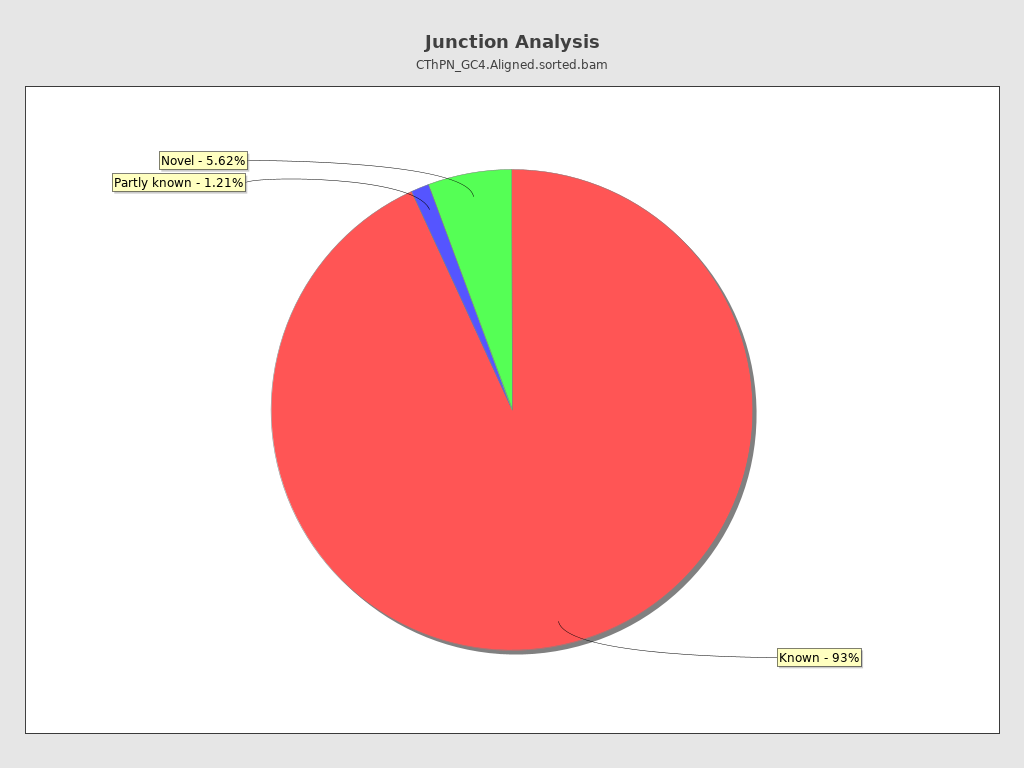 Junction Analysis
CThPN_GC4.Aligned.sorted.bam
Novel - 5.62%
Partly known - 1.21%
Known - 93%